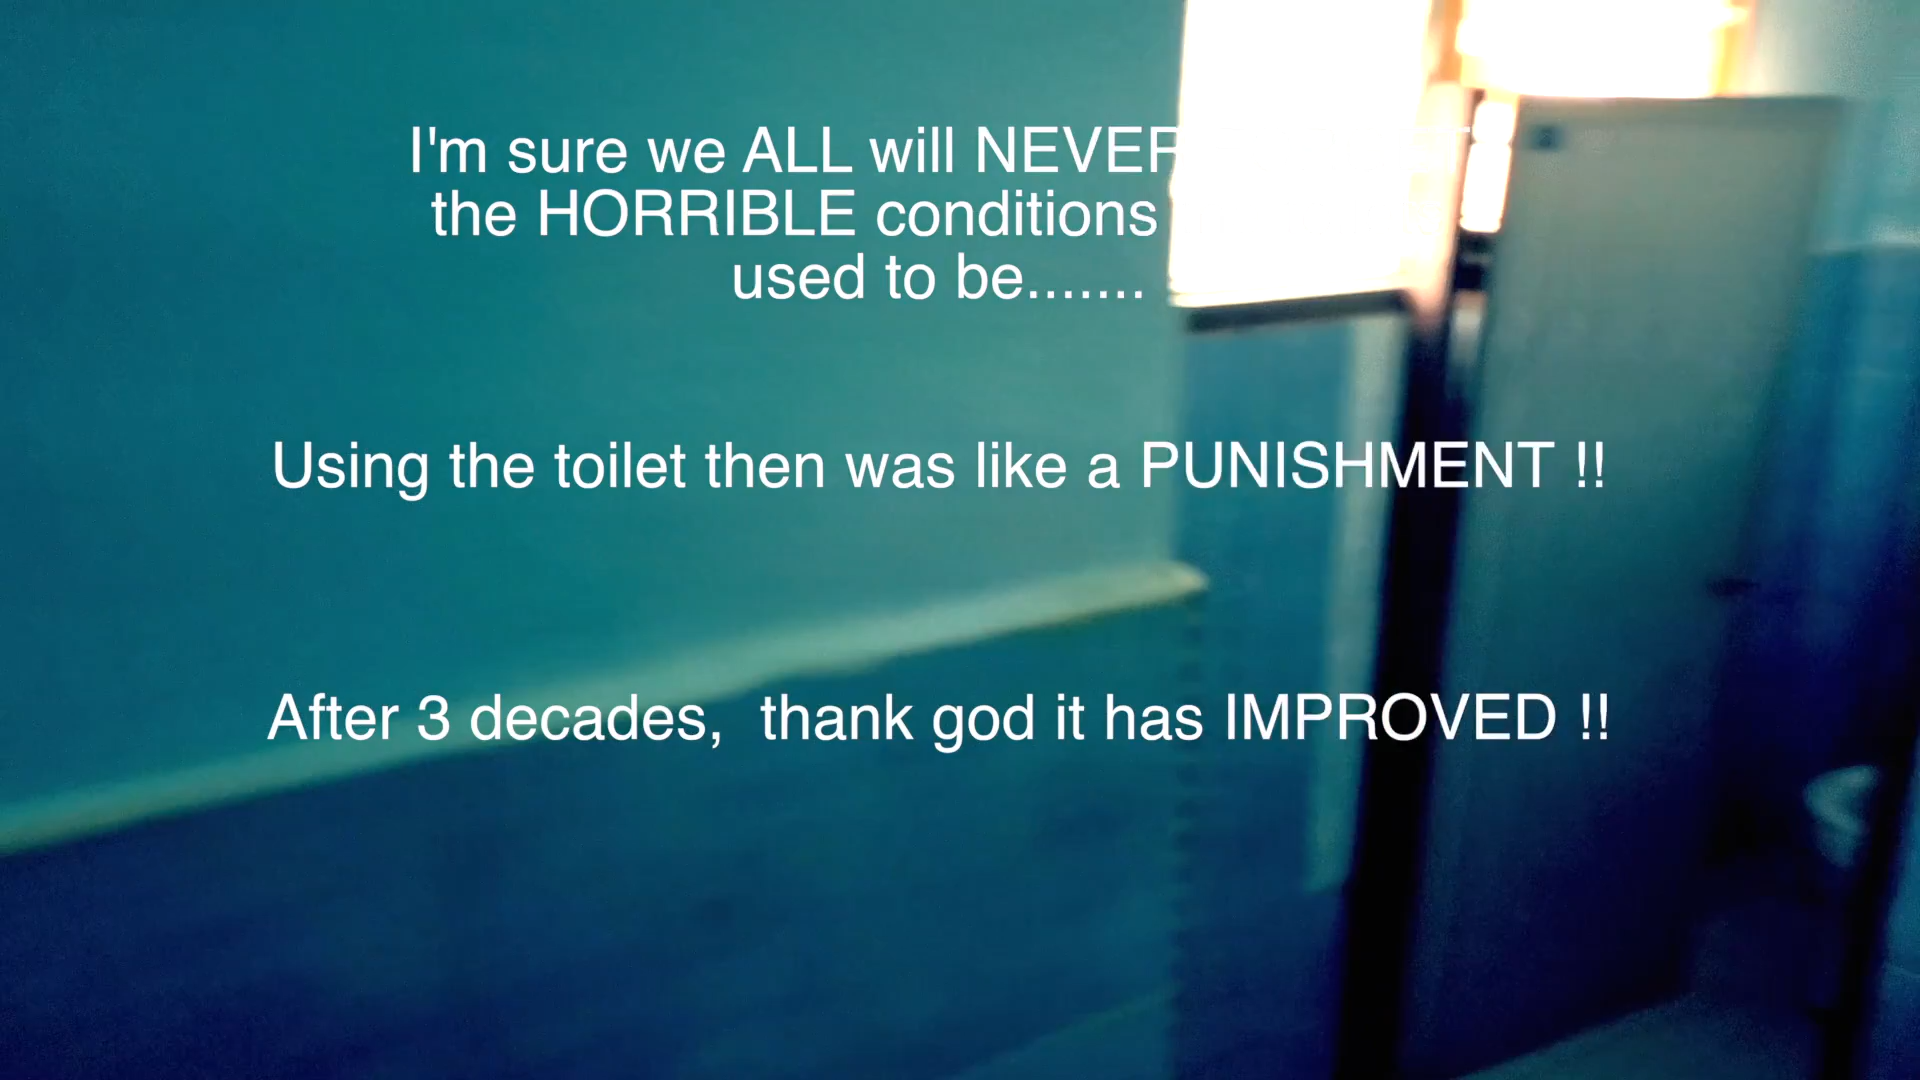 I'm sure we ALL will NEVER
the HORRIBLE conditions
used to be.......
Using the toilet then was like a PUNISHMENT !!
After 3 decades,  thank god it has IMPROVED !!